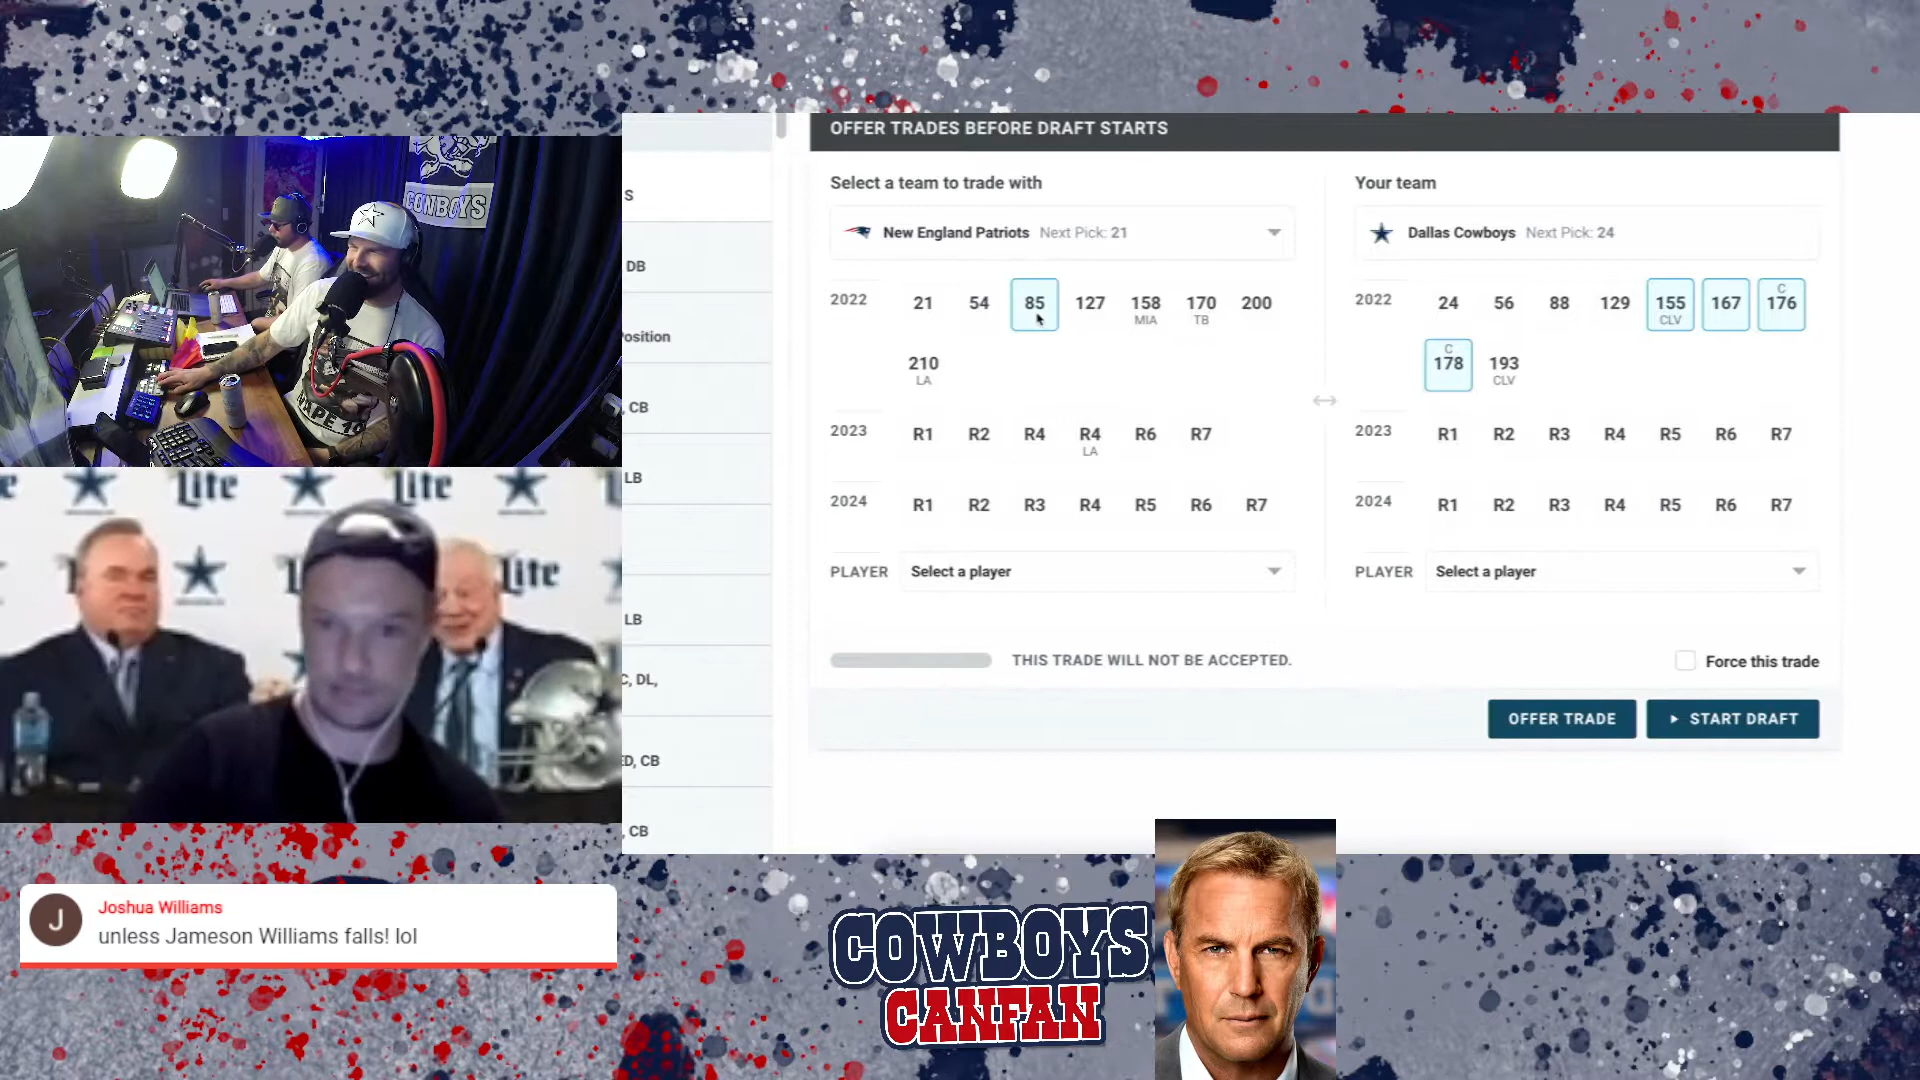 OFFER TRADES BEFORE DRAFT STARTS
Select a team to trade with
New England Patriots Next Pick: 21
2022 21 54 85 127 158 170 200
MIA TB
210
LA
2023 R1 R2 R4 R4 R6 R7
LA
2024 R1 R2 R3 R4 R5 R6 R7
PLAYER Select a player
Your team
Dallas Cowboys Next Pick: 24
2022 24 56 88 129 155 167 C 176
CLV
C
178 193
CLV
2023 R1 R2 R3 R4 R5 R6 R7
2024 R1 R2 R3 R4 R5 R6 R7
PLAYER Select a player
THIS TRADE WILL NOT BE ACCEPTED.
Force this trade
OFFER TRADE
START DRAFT
S
DB
osition
, CB
LB
LB
C, DL,
ED, CB
, CB
COWBOYS
Lite
Lite
Lite
J
Joshua Williams
unless Jameson Williams falls! lol
COWBOYS
CANFAN